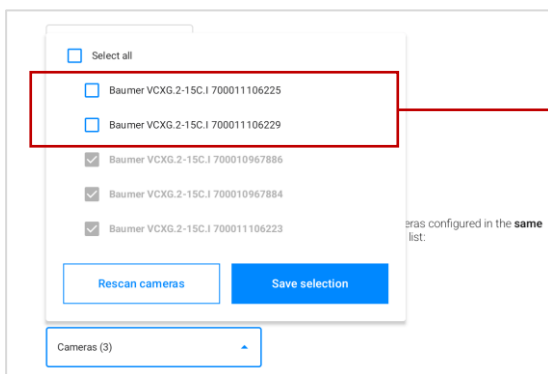 Select all
Baumer VCXG.2-15C.I 700011106225
Baumer VCXG.2-15C.I 700011106229
Baumer VCXG.2-15C.I 700010967886
Baumer VCXG.2-15C.I 700010967884
Baumer VCXG.2-15C.I 700011106223
eras configured in the same
list:
Rescan cameras
Save selection
Cameras (3)